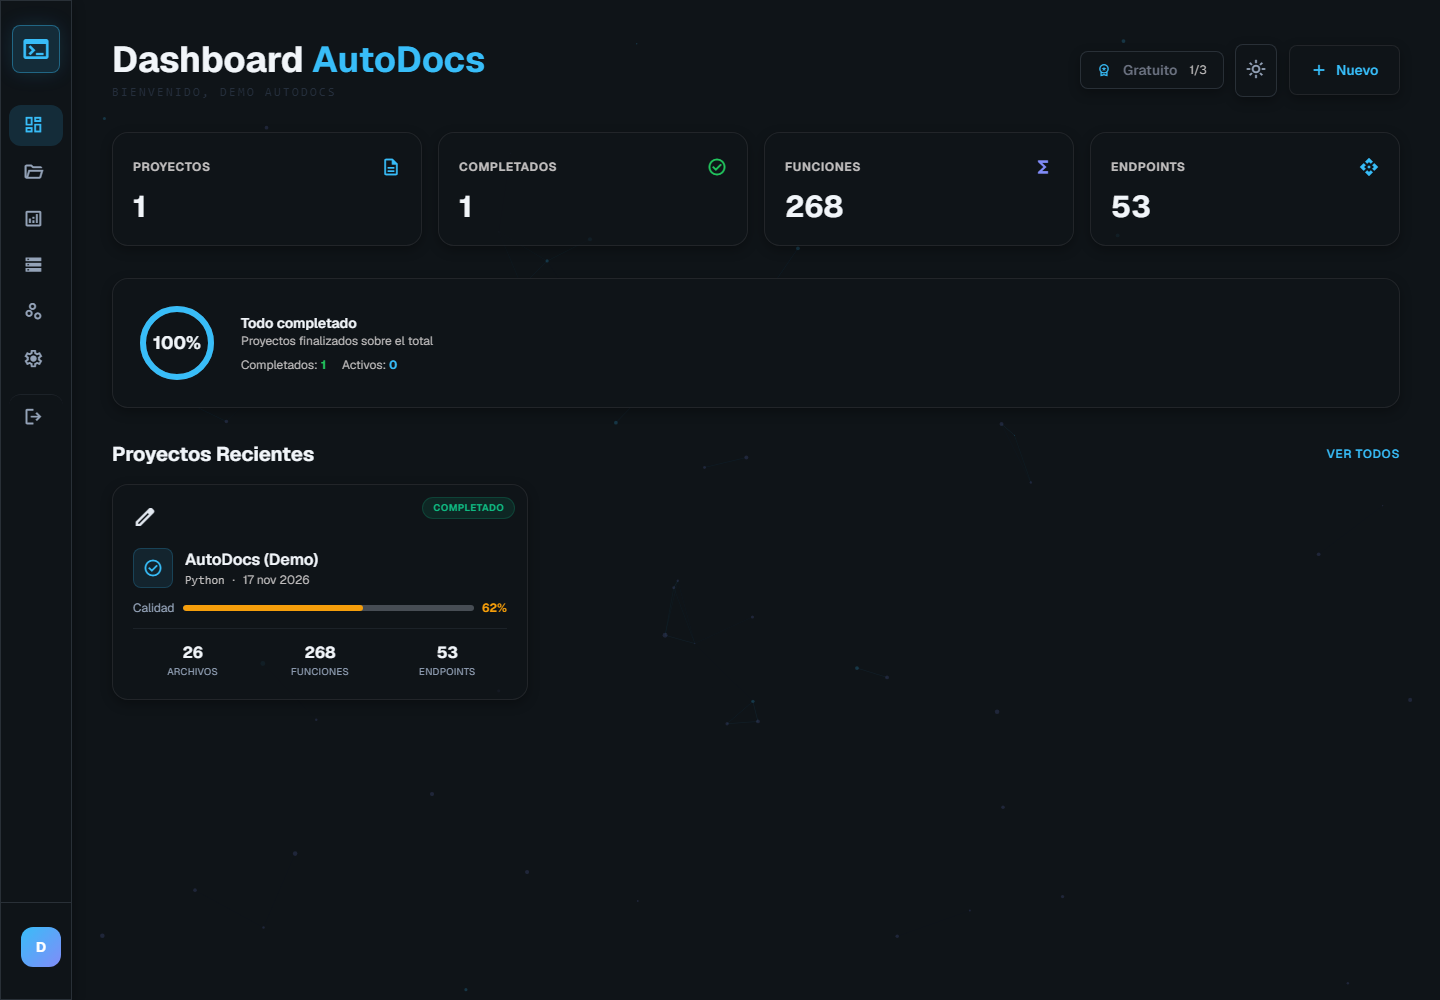 Dashboard AutoDocs
BIENVENIDO, DEMO AUTODOCS
Gratuito 1/3
Nuevo
PROYECTOS
1
COMPLETADOS
1
FUNCIONES
268
ENDPOINTS
53
100%
Todo completado
Proyectos finalizados sobre el total
Completados: 1 Activos: 0
Proyectos Recientes
VER TODOS
COMPLETADO
AutoDocs (Demo)
Python · 17 nov 2026
Calidad 62%
26 268 53
ARCHIVOS FUNCIONES ENDPOINTS
D